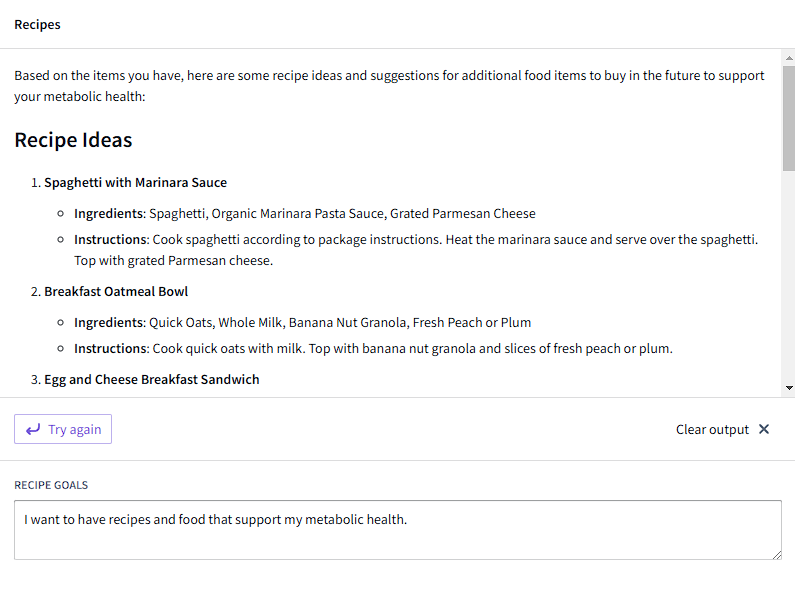 Recipes
Based on the items you have, here are some recipe ideas and suggestions for additional food items to buy in the future to support
your metabolic health:
Recipe Ideas
1. Spaghetti with Marinara Sauce
Ingredients: Spaghetti, Organic Marinara Pasta Sauce, Grated Parmesan Cheese
Instructions: Cook spaghetti according to package instructions. Heat the marinara sauce and serve over the spaghetti.
Top with grated Parmesan cheese.
2. Breakfast Oatmeal Bowl
Ingredients: Quick Oats, Whole Milk, Banana Nut Granola, Fresh Peach or Plum
Instructions: Cook quick oats with milk. Top with banana nut granola and slices of fresh peach or plum.
3. Egg and Cheese Breakfast Sandwich
Try again
Clear output
RECIPE GOALS
I want to have recipes and food that support my metabolic health.